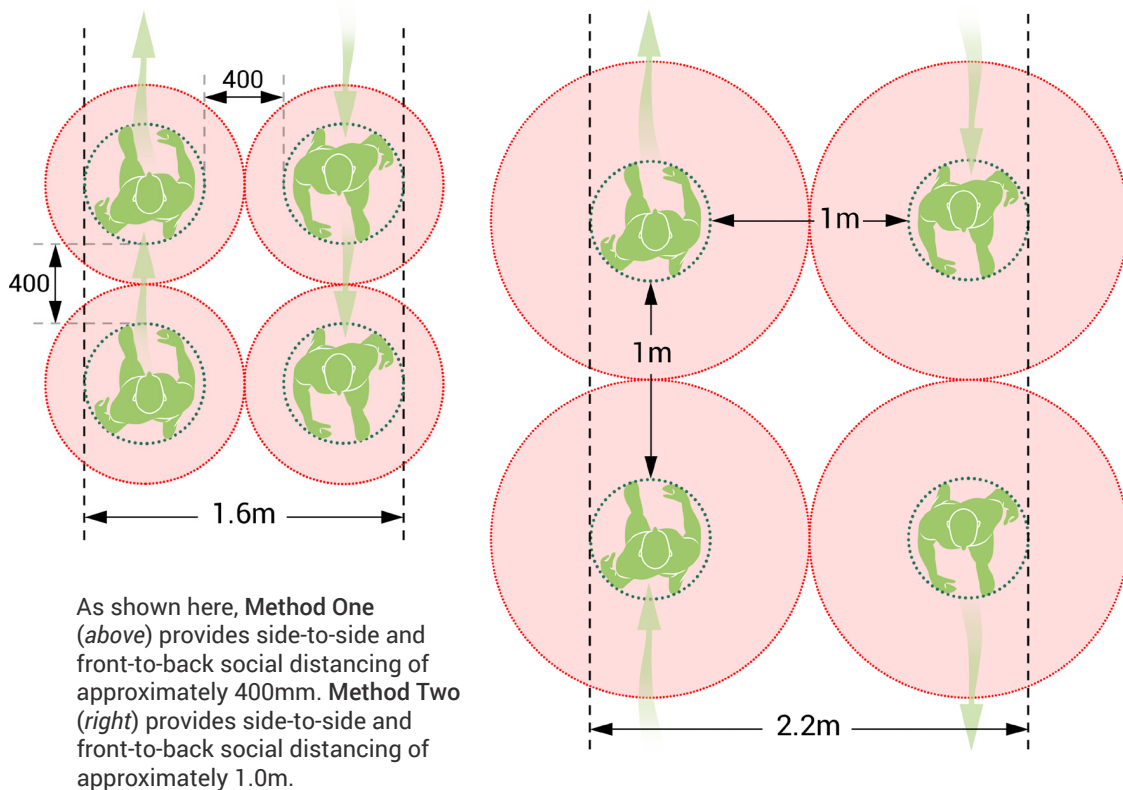 400
400
1.6m
1m
1m
2.2m
As shown here, Method One
(above) provides side-to-side and
front-to-back social distancing of
approximately 400mm. Method Two
(right) provides side-to-side and
front-to-back social distancing of
approximately 1.0m.